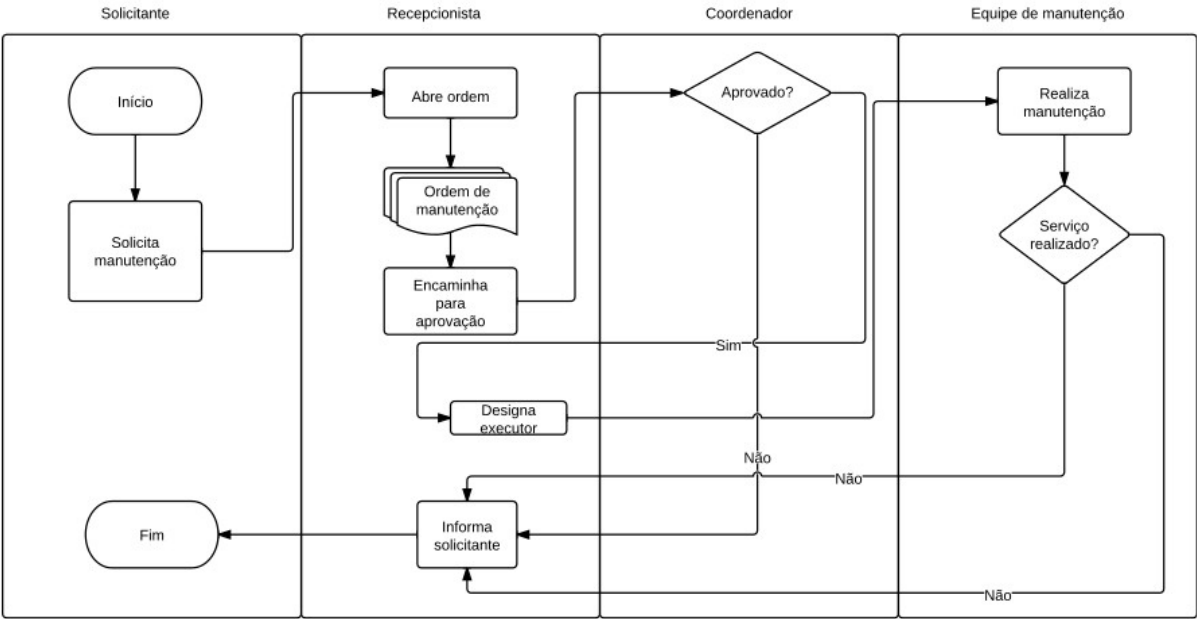 Solicitante
Recepcionista
Coordenador
Equipe de manutenção
Início
Solicita
manutenção
Abre ordem
Ordem de
manutenção
Encaminha
para
aprovação
Aprovado?
Realiza
manutenção
Serviço
realizado?
Sim
Designa
executor
Não
Não
Informa
solicitante
Fim
Não